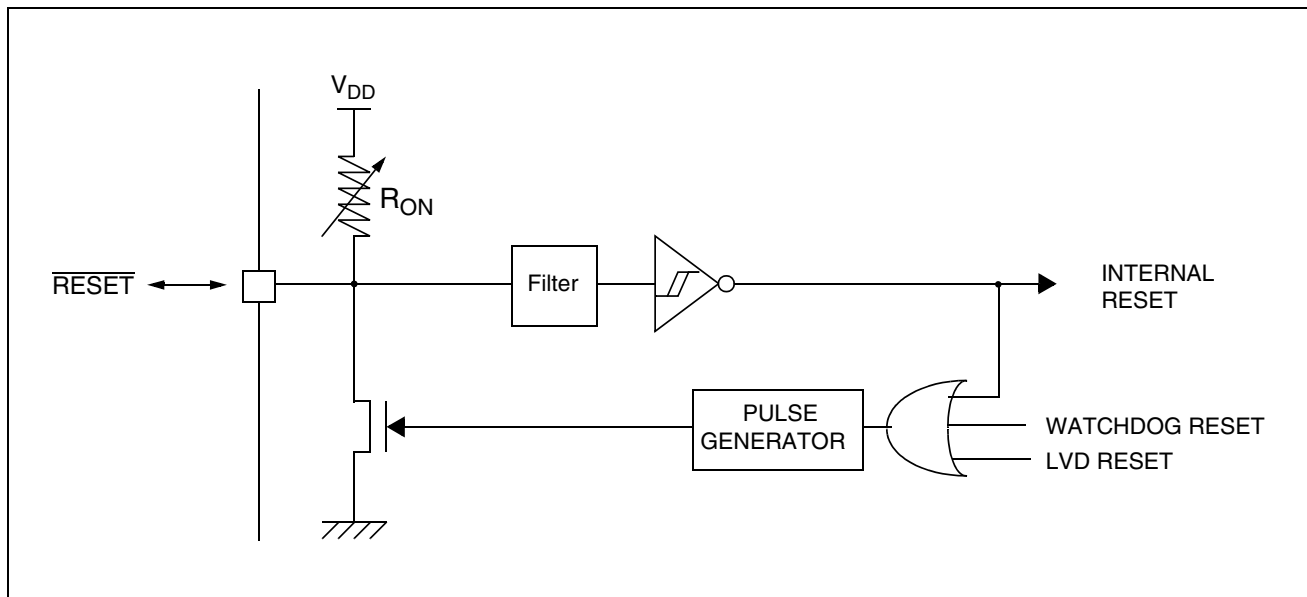 VDD
RON
RESET
Filter
INTERNAL
RESET
PULSE
GENERATOR
WATCHDOG RESET
LVD RESET